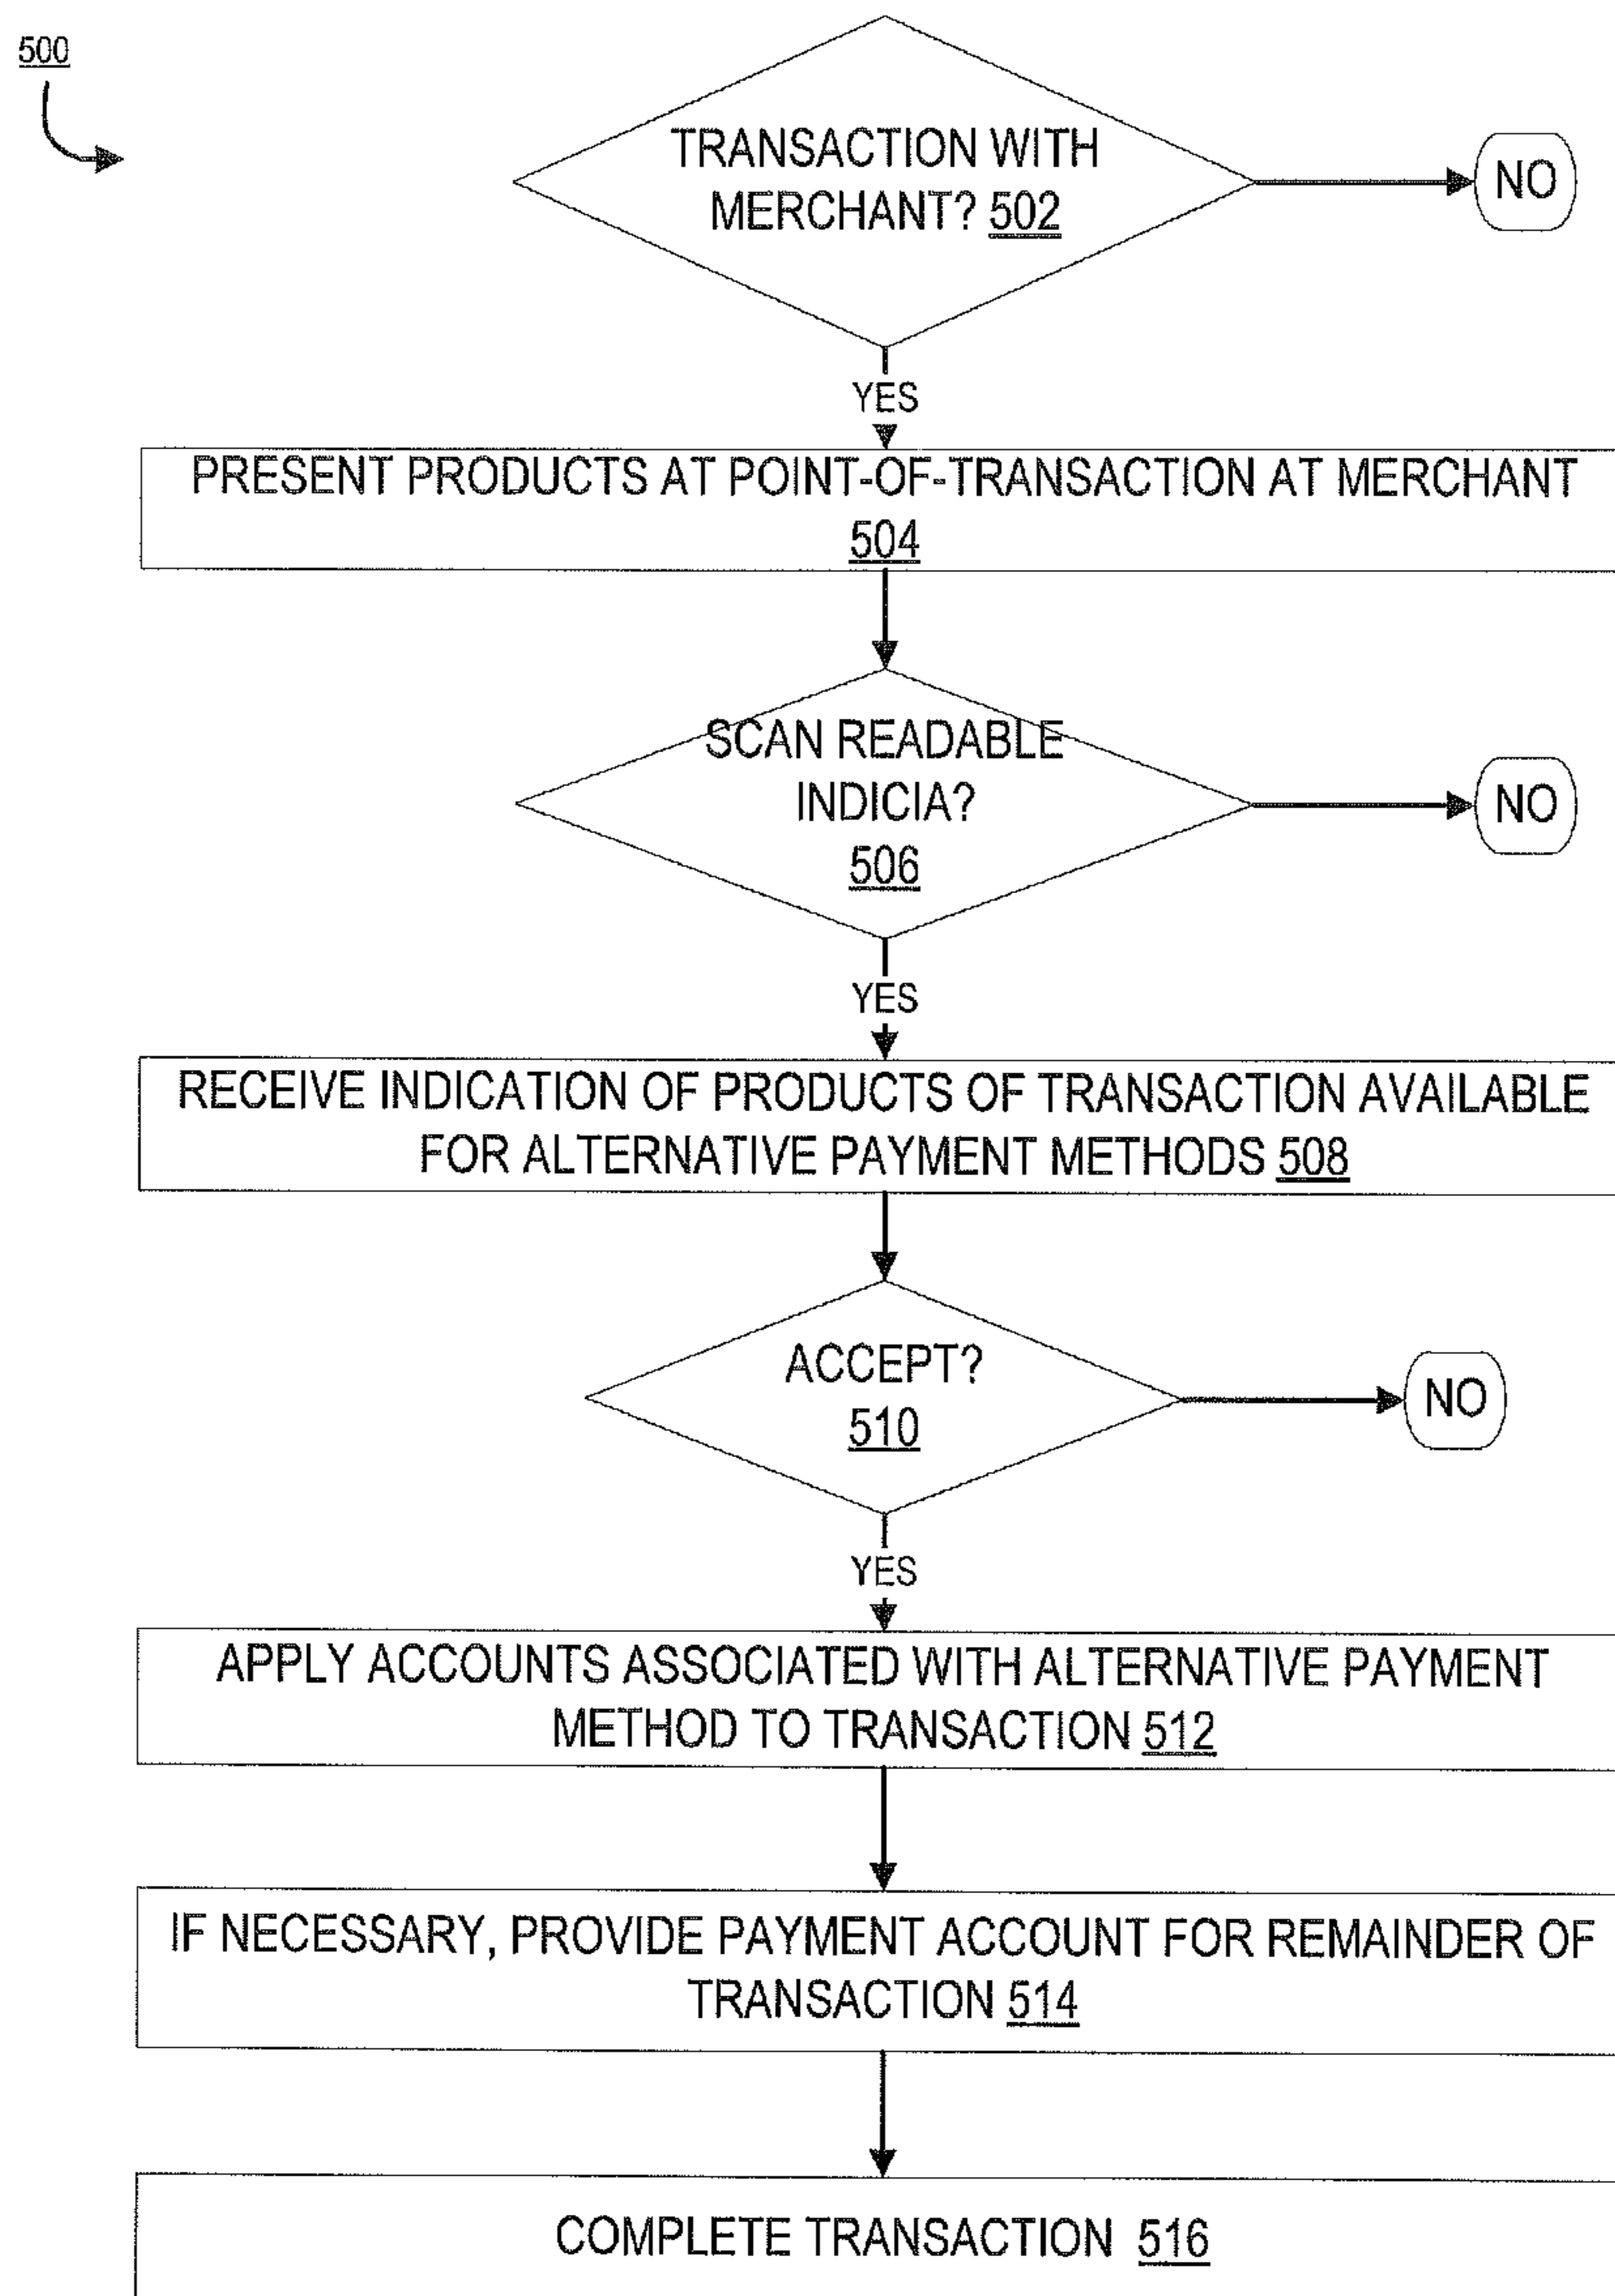 500
TRANSACTION WITH
MERCHANT? 502
NO
YES
PRESENT PRODUCTS AT POINT-OF-TRANSACTION AT MERCHANT
504
SCAN READABLE
INDICIA?
506
NO
YES
RECEIVE INDICATION OF PRODUCTS OF TRANSACTION AVAILABLE
FOR ALTERNATIVE PAYMENT METHODS 508
ACCEPT?
510
NO
YES
APPLY ACCOUNTS ASSOCIATED WITH ALTERNATIVE PAYMENT
METHOD TO TRANSACTION 512
IF NECESSARY, PROVIDE PAYMENT ACCOUNT FOR REMAINDER OF
TRANSACTION 514
COMPLETE TRANSACTION 516